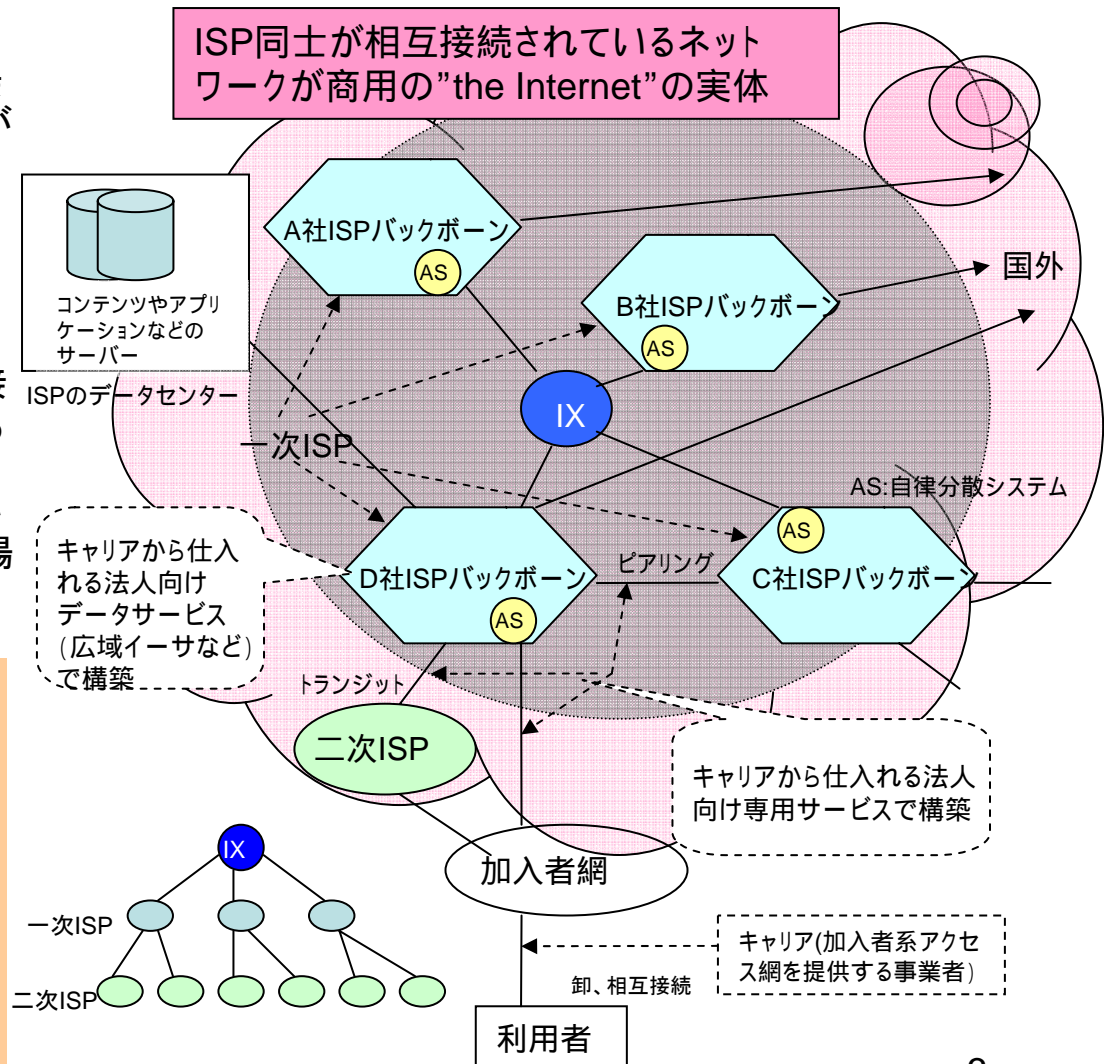 ISP同士が相互接続されているネット
ワークが商用の”the Internet”の実体
が
A社ISPバックボーン
AS
国外
コンテンツやアプリ
ケーションなどの
サーバー
B社ISPバックボーン
AS
ISPのデータセンター
IX
一次ISP
AS:自律分散システム
場
キャリアから仕入
れる法人向け
データサービス
(広域イーサなど)
で構築
D社ISPバックボーン
AS
ピアリング
AS
C社ISPバックボーン
トランジット
二次ISP
キャリアから仕入れる法人
向け専用サービスで構築
加入者網
IX
一次ISP
二次ISP
キャリア(加入者系アクセ
ス網を提供する事業者)
卸、相互接続
利用者